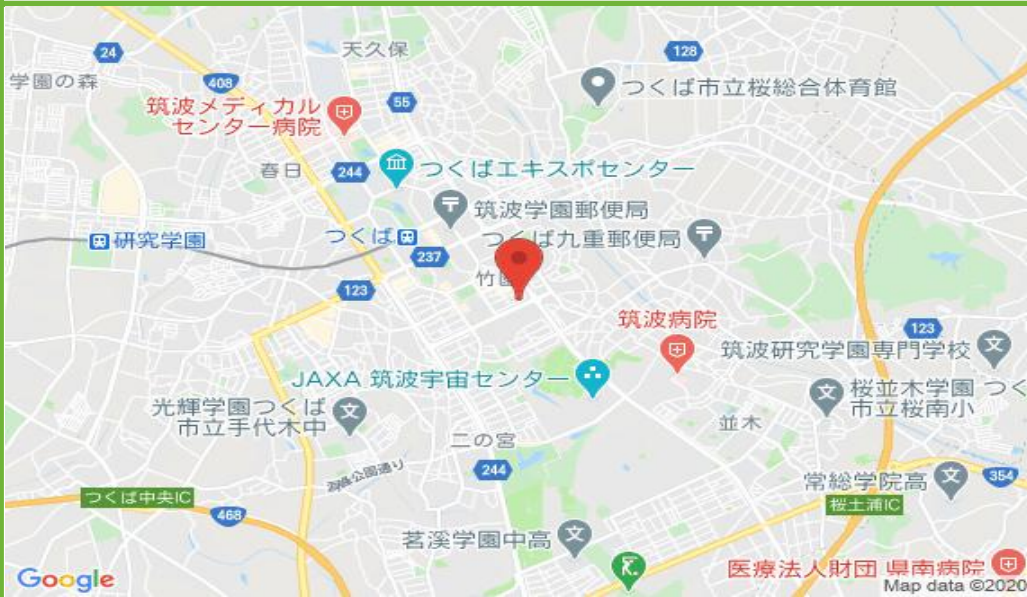 天久保
24
128
学園の森
408
つくば市立桜総合体育館
筑波メディカル
センター病院
55
春日
244
つくばエキスポセンター
筑波学園郵便局
研究学園
つくば
つくば九重郵便局
237
竹園
123
筑波病院
123
筑波研究学園専門学校
JAXA 筑波宇宙センター
桜並木学園 つく
市立桜南小
光輝学園つくば
市立手代木中
並木
二の宮
244
常総学院高
354
つくば中央IC
桜土浦IC
468
茗溪学園中高
医療法人財団 県南病院
Google
Map data ©2020